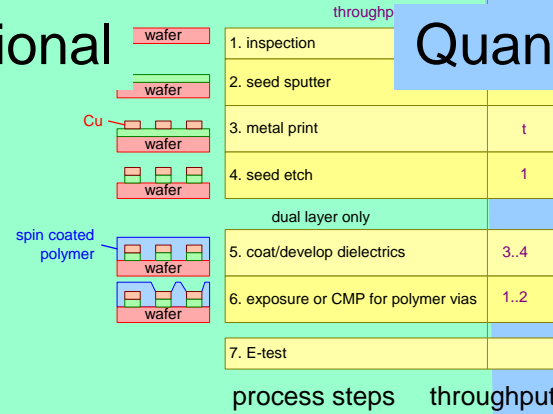 throughp
ional
Quan
wafer
1. inspection
wafer
2. seed sputter
Cu
wafer
3. metal print
t
wafer
4. seed etch
1
dual layer only
spin coated
polymer
wafer
5. coat/develop dielectrics
3..4
wafer
6. exposure or CMP for polymer vias
1..2
7. E-test
process steps
throughput